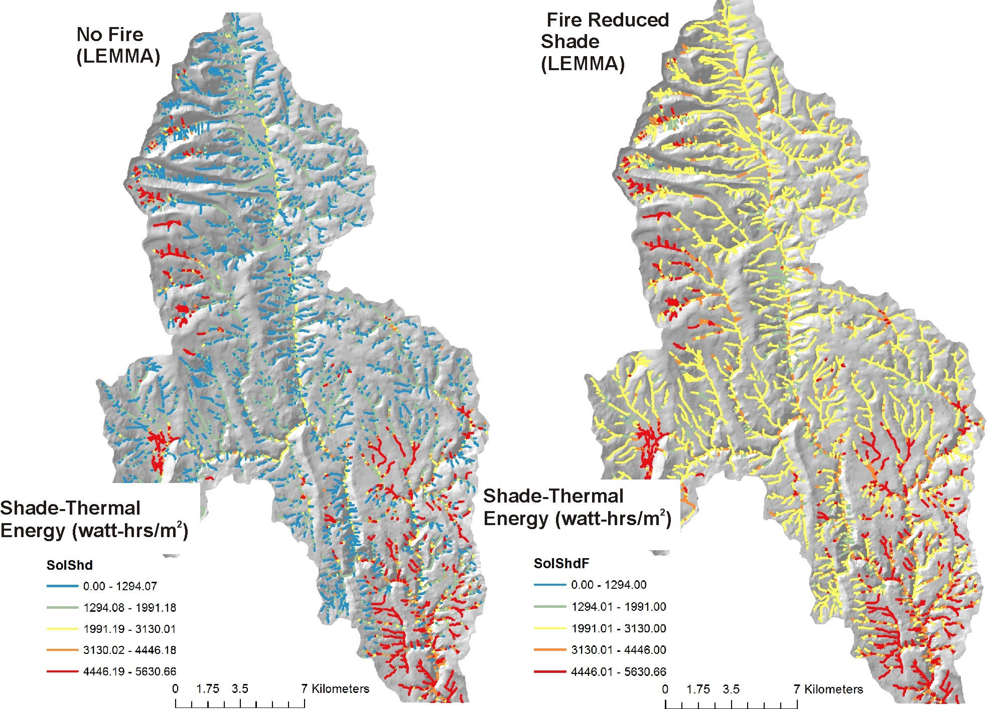 No Fire
(LEMMA)
Shade-Thermal
Energy (watt-hrs/m²)
SolShd
0.00 - 1294.07
1294.08 - 1991.18
1991.19 - 3130.01
3130.02 - 4446.18
4446.19 - 5630.66
0 1.75 3.5 7 Kilometers
Fire Reduced
Shade
(LEMMA)
Shade-Thermal
Energy (watt-hrs/m²)
SolShdF
0.00 - 1294.00
1294.01 - 1991.00
1991.01 - 3130.00
3130.01 - 4446.00
4446.01 - 5630.66
0 1.75 3.5 7 Kilometers